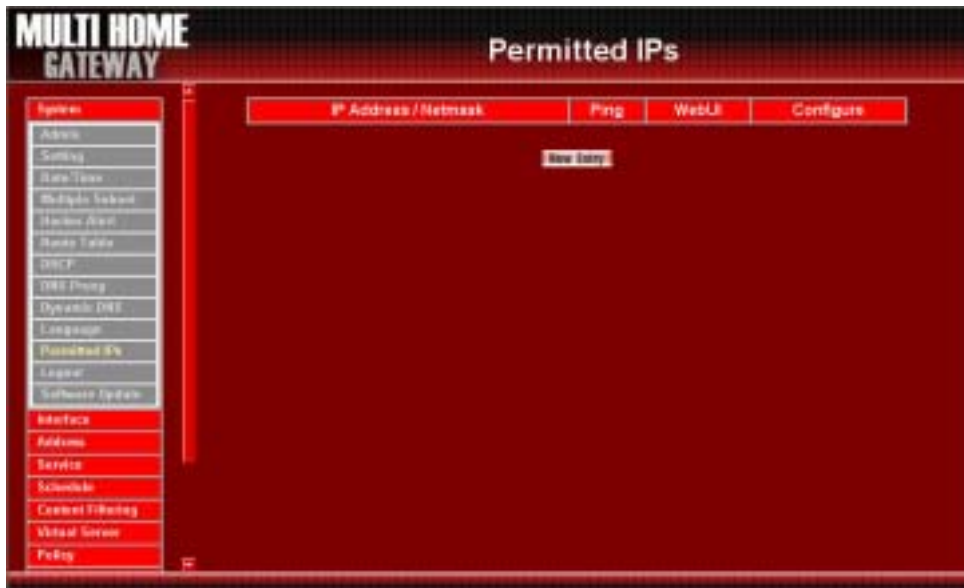 MULTI HOME
GATEWAY
Permitted IPs
IP Address / Netmask Ping WebUI Configure
New Entry
System
Admin
Setting
Date/Time
Multiple Subnet
Hacker Alert
Route Table
DHCP
DNS Proxy
Dynamic DNS
Language
Permitted IPs
Logout
Software Update
Interface
Address
Service
Schedule
Content Filtering
Virtual Server
Policy